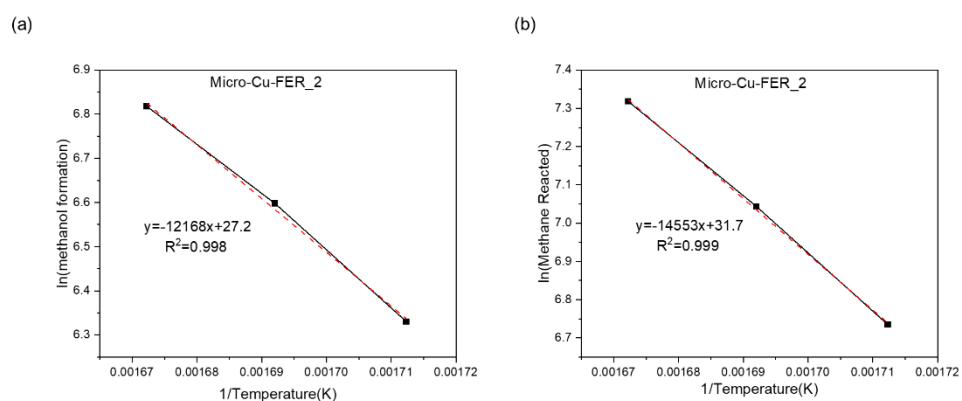 (a)
Micro-Cu-FER_2
6.9
6.8
6.7
6.6
6.5
6.4
6.3
ln(methanol formation)
y=-12168x+27.2
R²=0.998
0.00167 0.00168 0.00169 0.00170 0.00171 0.00172
1/Temperature(K)
(b)
Micro-Cu-FER_2
7.4
7.3
7.2
7.1
7.0
6.9
6.8
6.7
ln(Methane Reacted)
y=-14553x+31.7
R²=0.999
0.00167 0.00168 0.00169 0.00170 0.00171 0.00172
1/Temperature(K)